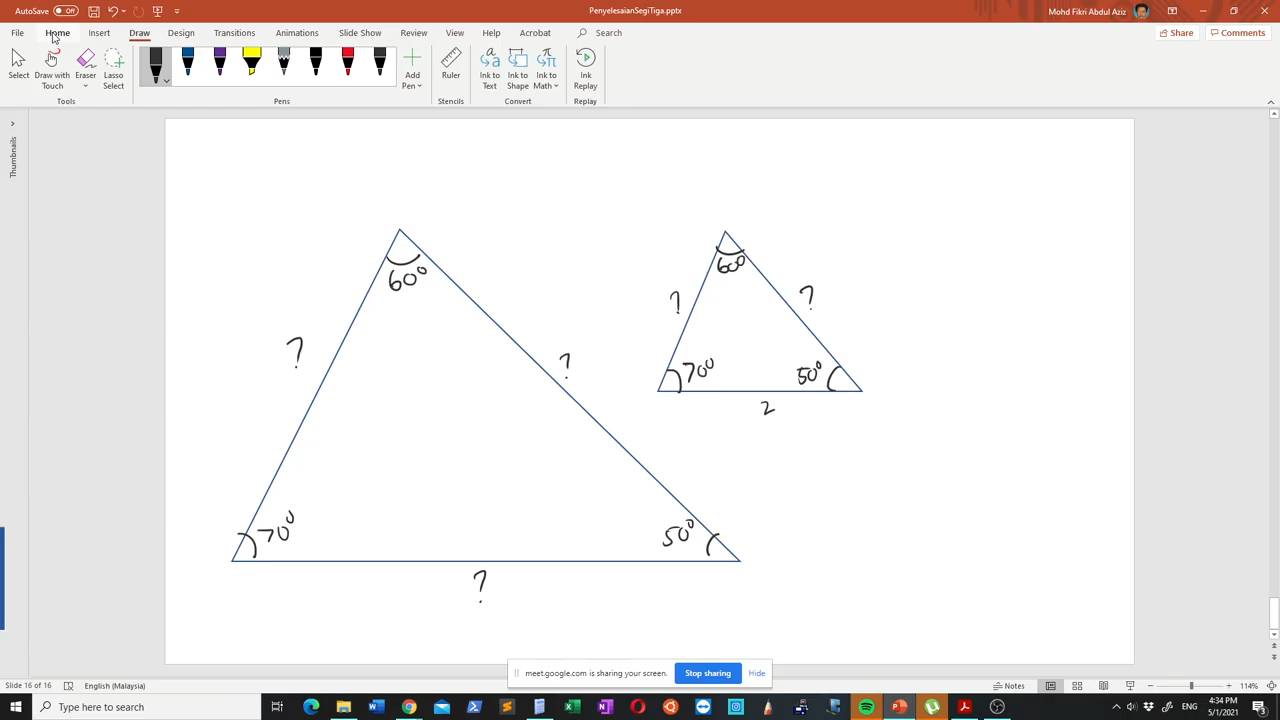 AutoSave Off
PenyelesaianSegiTiga.pptx
Mohd Fikri Abdul Aziz
File Home Insert Draw Design Transitions Animations Slide Show Review View Help Acrobat Search
Share Comments
Select Draw with Touch Eraser Lasso Select Add Pen Ruler Ink to Text Ink to Shape Ink to Math Ink Replay
Tools Pens Stencils Convert Replay
Thumbnails
60°
60°
? ?
? ?
70° 50°
2
70° 50°
?
meet.google.com is sharing your screen. Stop sharing Hide
Slide 16 of 16 English (Malaysia) Notes 114%
Type here to search
4:34 PM
5/1/2021